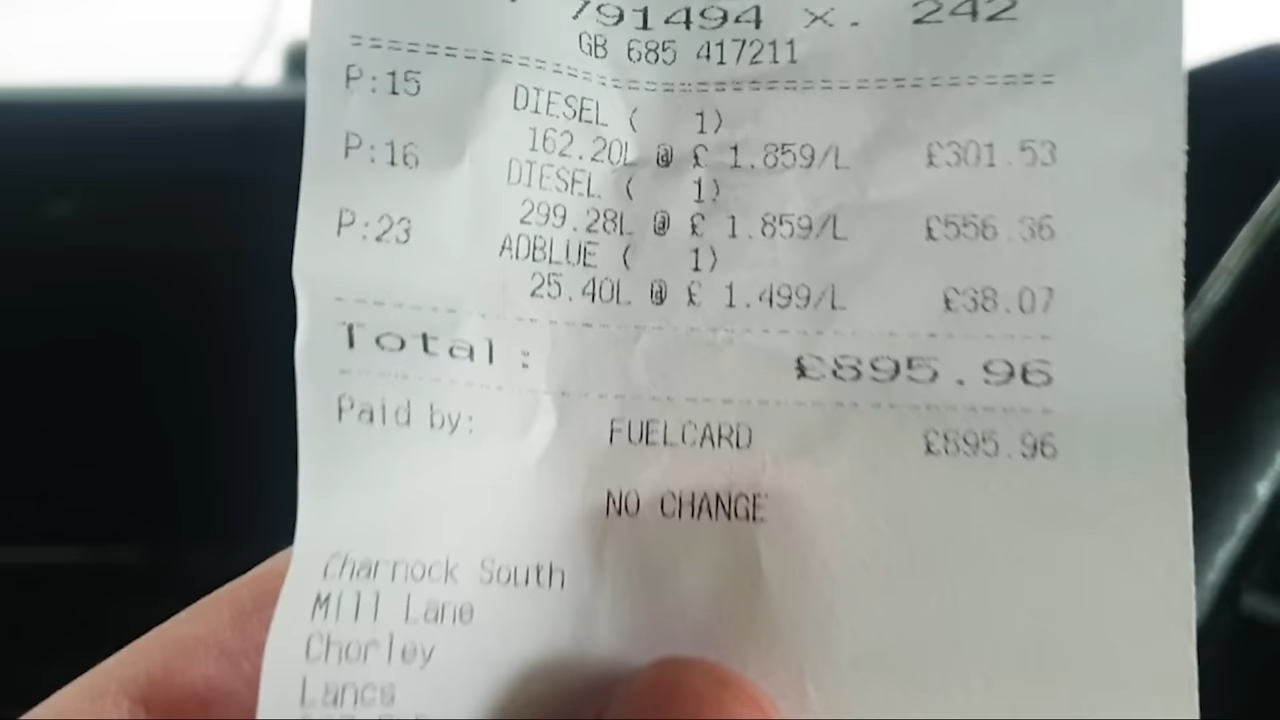 791494 x. 242
GB 685 417211
P:15 DIESEL ( 1)
162.20L @ £ 1.859/L £301.53
P:16 DIESEL ( 1)
299.28L @ £ 1.859/L £556.36
P:23 ADBLUE ( 1)
25.40L @ £ 1.499/L £38.07
Total: £895.96
Paid by: FUELCARD £895.96
NO CHANGE
Charnock South
Mill Lane
Chorley
Lancs